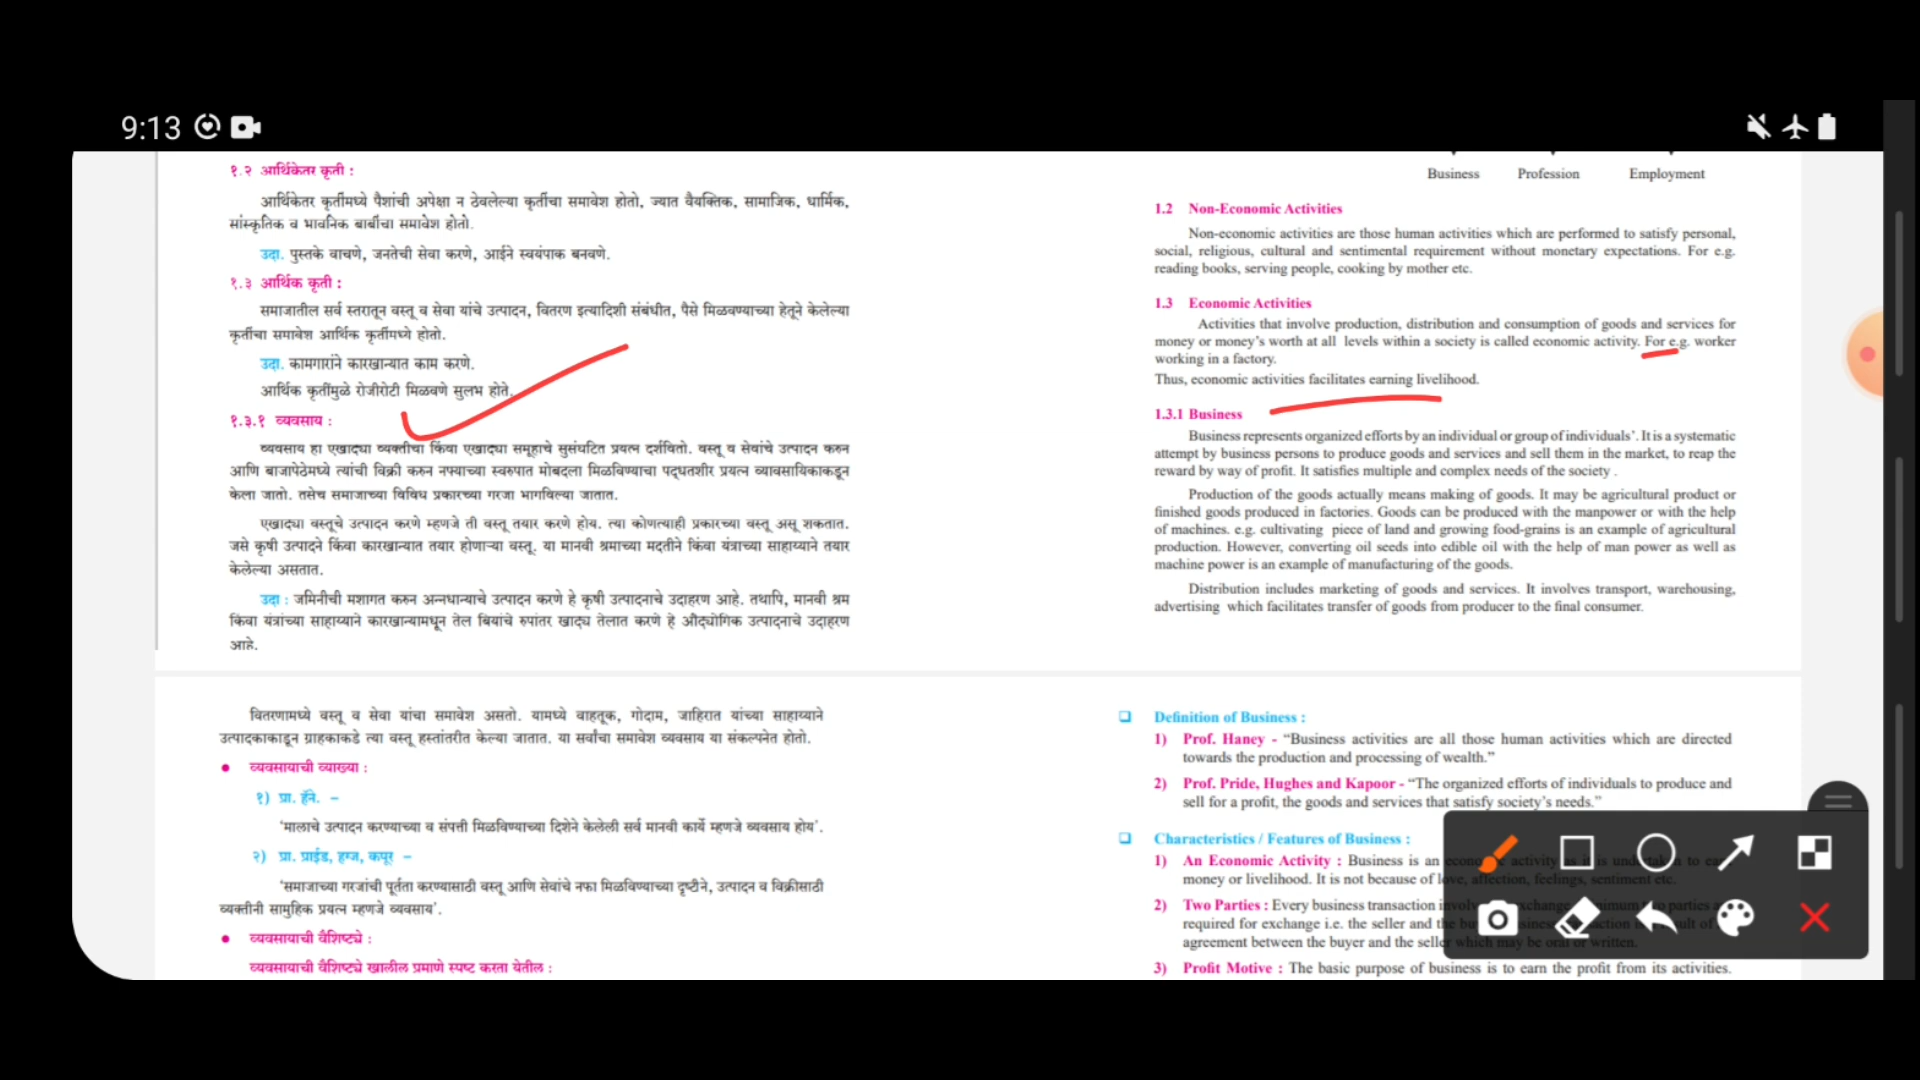 9:13
१.२ आर्थिकेतर कृती :
आर्थिकेतर कृतींमध्ये पैशांची अपेक्षा न ठेवलेल्या कृतींचा समावेश होतो, ज्यात वैयक्तिक, सामाजिक, धार्मिक,
सांस्कृतिक व भावनिक बाबींचा समावेश होतो.
उदा. पुस्तके वाचणे, जनतेची सेवा करणे, आईने स्वयंपाक बनवणे.
१.३ आर्थिक कृती :
समाजातील सर्व स्तरातून वस्तू व सेवा यांचे उत्पादन, वितरण इत्यादिशी संबंधीत, पैसे मिळवण्याच्या हेतूने केलेल्या
कृतींचा समावेश आर्थिक कृतींमध्ये होतो.
उदा. कामगारांने कारखान्यात काम करणे.
आर्थिक कृतींमुळे रोजीरोटी मिळवणे सुलभ होते.
१.३.१ व्यवसाय :
व्यवसाय हा एखाद्या व्यक्तीचा किंवा एखाद्या समूहाचे सुसंघटित प्रयत्न दर्शवितो. वस्तू व सेवांचे उत्पादन करुन
आणि बाजापेठेमध्ये त्यांची विक्री करुन नफ्याच्या स्वरुपात मोबदला मिळविण्याचा पद्धतशीर प्रयत्न व्यावसायिकाकडून
केला जातो. तसेच समाजाच्या विविध प्रकारच्या गरजा भागविल्या जातात.
एखाद्या वस्तूचे उत्पादन करणे म्हणजे ती वस्तू तयार करणे होय. त्या कोणत्याही प्रकारच्या वस्तू असू शकतात.
जसे कृषी उत्पादने किंवा कारखान्यात तयार होणाऱ्या वस्तू. या मानवी श्रमाच्या मदतीने किंवा यंत्राच्या साहाय्याने तयार
केलेल्या असतात.
उदा : जमिनीची मशागत करुन अन्नधान्याचे उत्पादन करणे हे कृषी उत्पादनाचे उदाहरण आहे. तथापि, मानवी श्रम
किंवा यंत्रांच्या साहाय्याने कारखान्यामधून तेल बियांचे रुपांतर खाद्य तेलात करणे हे औद्योगिक उत्पादनाचे उदाहरण
आहे.
वितरणामध्ये वस्तू व सेवा यांचा समावेश असतो. यामध्ये वाहतूक, गोदाम, जाहिरात यांच्या साहाय्याने
उत्पादकाकाडून ग्राहकाकडे त्या वस्तू हस्तांतरीत केल्या जातात. या सर्वांचा समावेश व्यवसाय या संकल्पनेत होतो.
● व्यवसायाची व्याख्या :
१) प्रा. हॅने. –
‘मालाचे उत्पादन करण्याच्या व संपत्ती मिळविण्याच्या दिशेने केलेली सर्व मानवी कार्ये म्हणजे व्यवसाय होय’.
२) प्रा. प्राईड, हग्ज, कपूर –
‘समाजाच्या गरजांची पूर्तता करण्यासाठी वस्तू आणि सेवांचे नफा मिळविण्याच्या दृष्टीने, उत्पादन व विक्रीसाठी
व्यक्तीनी सामुहिक प्रयत्न म्हणजे व्यवसाय’.
● व्यवसायाची वैशिष्ट्ये :
व्यवसायाची वैशिष्ट्ये खालील प्रमाणे स्पष्ट करता येतील :
Business Profession Employment
1.2 Non-Economic Activities
Non-economic activities are those human activities which are performed to satisfy personal,
social, religious, cultural and sentimental requirement without monetary expectations. For e.g.
reading books, serving people, cooking by mother etc.
1.3 Economic Activities
Activities that involve production, distribution and consumption of goods and services for
money or money’s worth at all levels within a society is called economic activity. For e.g. worker
working in a factory.
Thus, economic activities facilitates earning livelihood.
1.3.1 Business
Business represents organized efforts by an individual or group of individuals’. It is a systematic
attempt by business persons to produce goods and services and sell them in the market, to reap the
reward by way of profit. It satisfies multiple and complex needs of the society .
Production of the goods actually means making of goods. It may be agricultural product or
finished goods produced in factories. Goods can be produced with the manpower or with the help
of machines. e.g. cultivating piece of land and growing food-grains is an example of agricultural
production. However, converting oil seeds into edible oil with the help of man power as well as
machine power is an example of manufacturing of the goods.
Distribution includes marketing of goods and services. It involves transport, warehousing,
advertising which facilitates transfer of goods from producer to the final consumer.
❑ Definition of Business :
1) Prof. Haney - “Business activities are all those human activities which are directed
towards the production and processing of wealth.”
2) Prof. Pride, Hughes and Kapoor - “The organized efforts of individuals to produce and
sell for a profit, the goods and services that satisfy society’s needs.”
❑ Characteristics / Features of Business :
1) An Economic Activity : Business is an economic activity as it is undertaken to
money or livelihood. It is not because of love, affection, feelings, sentiment etc.
2) Two Parties : Every business transaction exchange parties
required for exchange i.e. the seller and the
agreement between the buyer and the seller which may be oral or written.
3) Profit Motive : The basic purpose of business is to earn the profit from its activities.